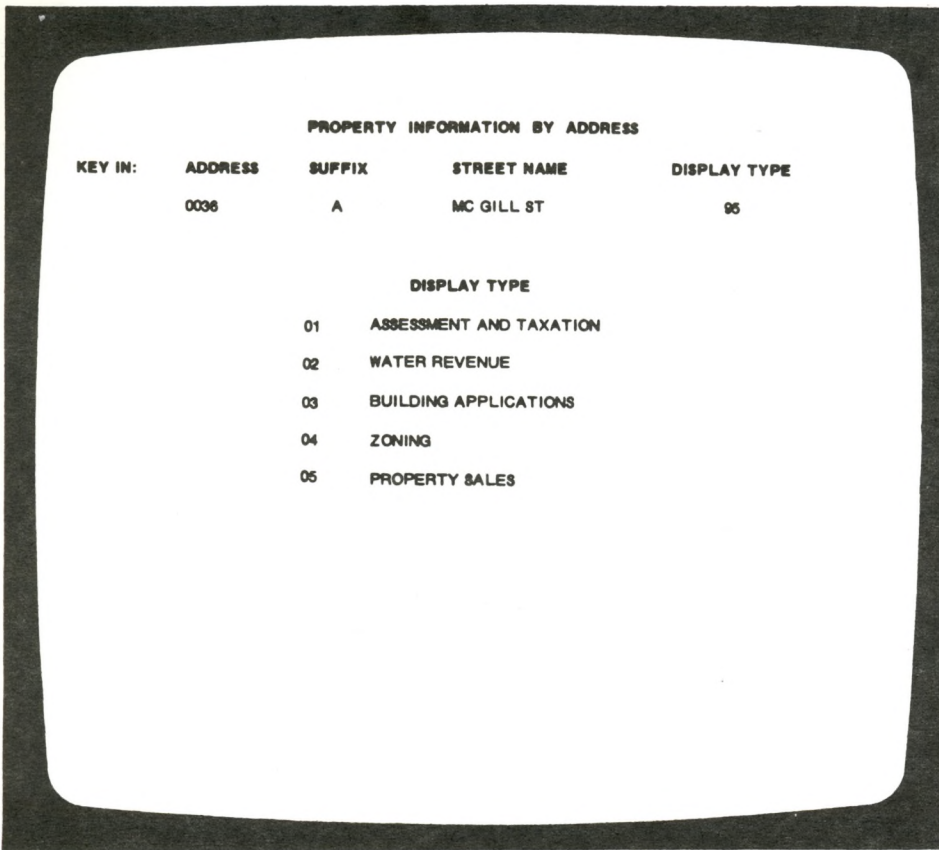 PROPERTY INFORMATION BY ADDRESS
KEY IN: ADDRESS SUFFIX STREET NAME DISPLAY TYPE
0036 A MC GILL ST 95
DISPLAY TYPE
01 ASSESSMENT AND TAXATION
02 WATER REVENUE
03 BUILDING APPLICATIONS
04 ZONING
05 PROPERTY SALES